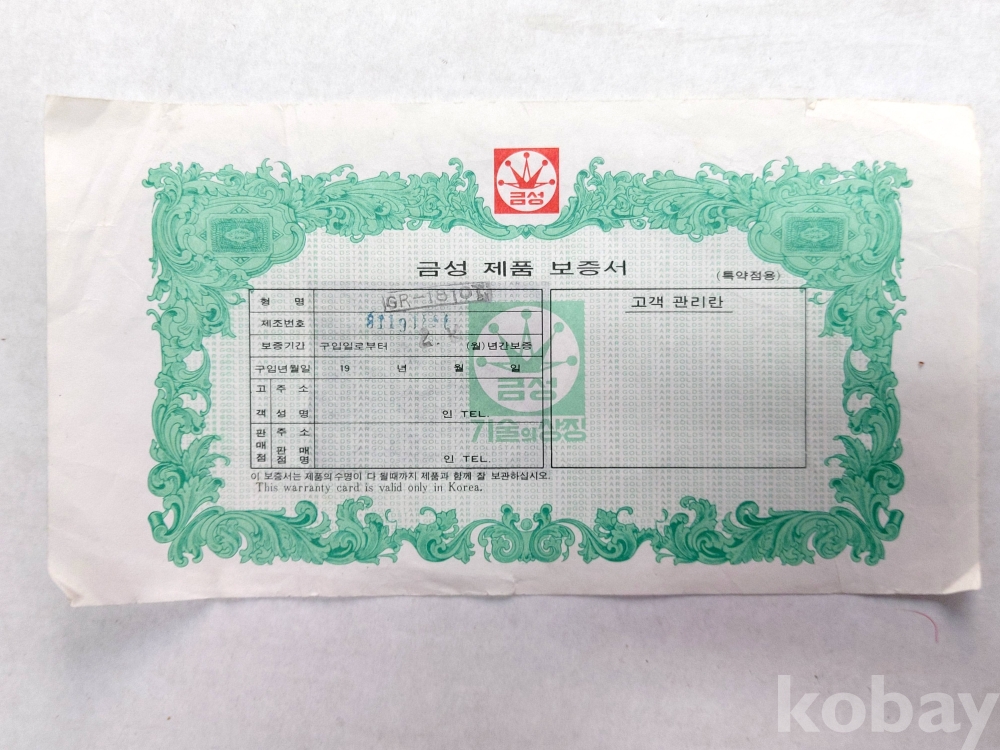 금성
금성 제품 보증서
(특약점용)
형 명
제조번호
보증기간 구입일로부터 2 (월)년간보증
구입년월일 19 년 월 일
고객 주소
성명 인 TEL.
판매점 주소
판매점명 인 TEL.
고객 관리란
금성
기술의상징
이 보증서는 제품의 수명이 다 될때까지 제품과 함께 잘 보관하십시오.
This warranty card is valid only in Korea.
kobay